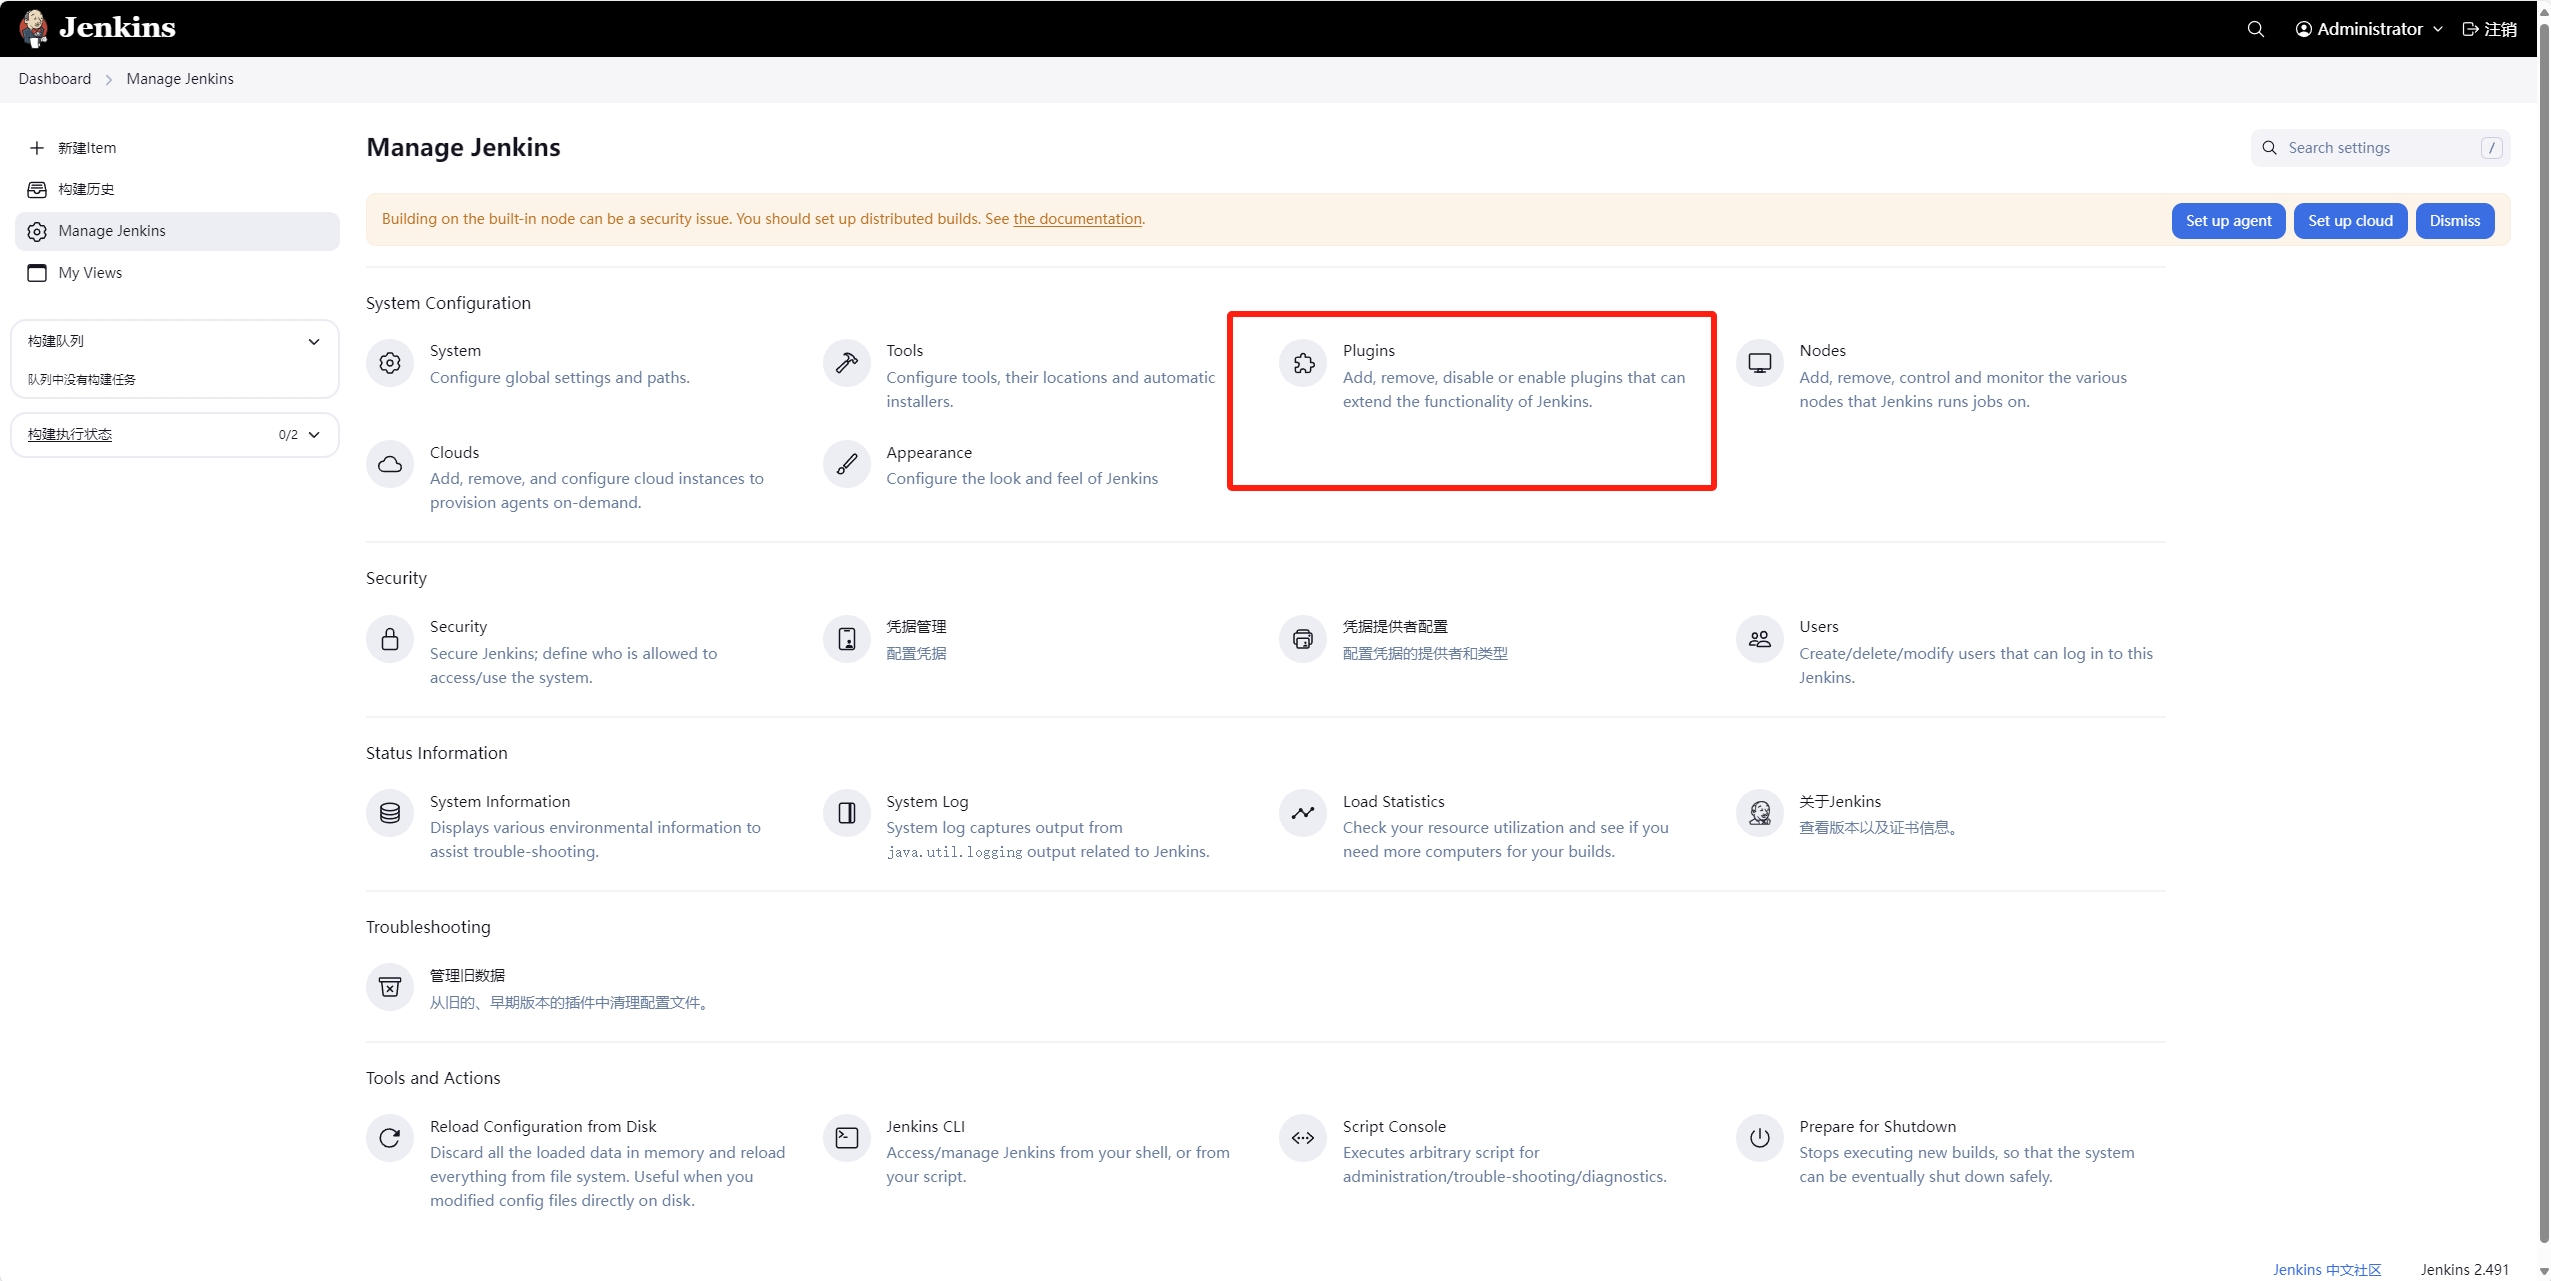 Jenkins
Administrator
注销
Dashboard
Manage Jenkins
新建Item
构建历史
Manage Jenkins
My Views
构建队列
队列中没有构建任务
构建执行状态
0/2
Manage Jenkins
Search settings
/
Building on the built-in node can be a security issue. You should set up distributed builds. See the documentation.
Set up agent
Set up cloud
Dismiss
System Configuration
System
Configure global settings and paths.
Tools
Configure tools, their locations and automatic
installers.
Plugins
Add, remove, disable or enable plugins that can
extend the functionality of Jenkins.
Nodes
Add, remove, control and monitor the various
nodes that Jenkins runs jobs on.
Clouds
Add, remove, and configure cloud instances to
provision agents on-demand.
Appearance
Configure the look and feel of Jenkins
Security
Security
Secure Jenkins; define who is allowed to
access/use the system.
凭据管理
配置凭据
凭据提供者配置
配置凭据的提供者和类型
Users
Create/delete/modify users that can log in to this
Jenkins.
Status Information
System Information
Displays various environmental information to
assist trouble-shooting.
System Log
System log captures output from
java.util.logging output related to Jenkins.
Load Statistics
Check your resource utilization and see if you
need more computers for your builds.
关于Jenkins
查看版本以及证书信息。
Troubleshooting
管理旧数据
从旧的、早期版本的插件中清理配置文件。
Tools and Actions
Reload Configuration from Disk
Discard all the loaded data in memory and reload
everything from file system. Useful when you
modified config files directly on disk.
Jenkins CLI
Access/manage Jenkins from your shell, or from
your script.
Script Console
Executes arbitrary script for
administration/trouble-shooting/diagnostics.
Prepare for Shutdown
Stops executing new builds, so that the system
can be eventually shut down safely.
Jenkins 中文社区
Jenkins 2.491